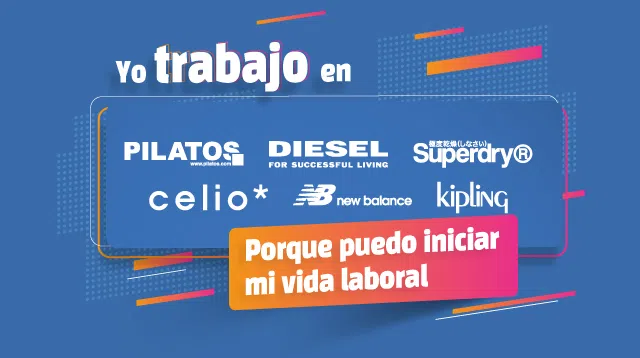 Yo trabajo en
PILATOS
www.pilatos.com
DIESEL
FOR SUCCESSFUL LIVING
極度乾燥(しなさい)
Superdry®
celio*
NB new balance
kipling
Porque puedo iniciar
mi vida laboral